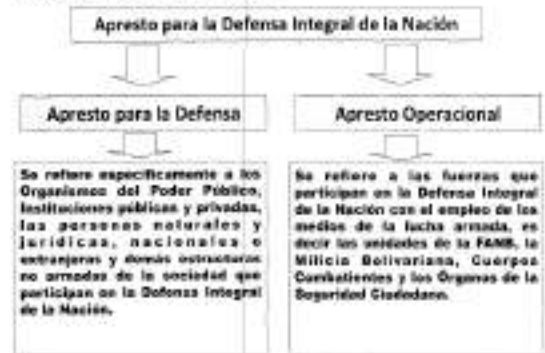 Apresto para la Defensa Integral de la Nación
Apresto para la Defensa
Apresto Operacional
Se refiere específicamente a los
Organismos del Poder Público,
Instituciones públicas y privadas,
las personas naturales y
jurídicas, nacionales o
extranjeras y demás estructuras
no armadas de la sociedad que
participan en la Defensa Integral
de la Nación.
Se refiere a las fuerzas que
participan en la Defensa Integral
de la Nación con el empleo de los
medios de la lucha armada, es
decir las unidades de la FANB, la
Milicia Bolivariana, Cuerpos
Combatientes y los Órganos de la
Seguridad Ciudadana.